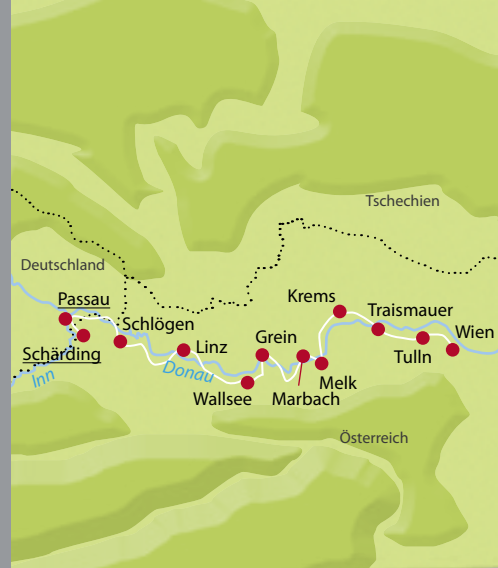 Tschechien
Deutschland
Passau
Krems
Traismauer
Schlögen
Wien
Grein
Linz
Schärding
Tulln
Inn
Donau
Melk
Wallsee
Marbach
Österreich